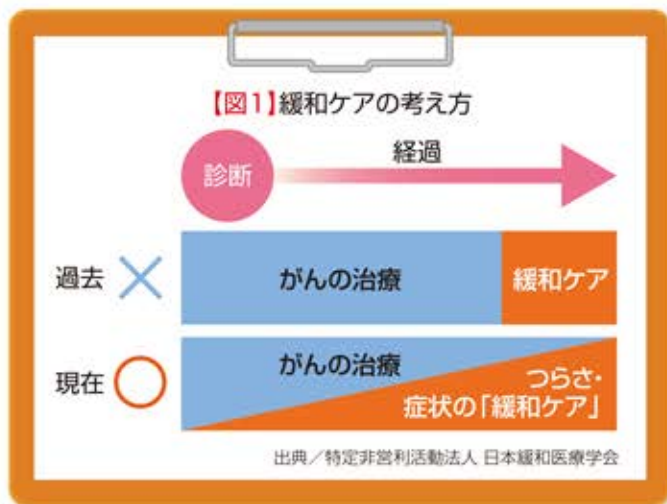 【図1】緩和ケアの考え方
診断
経過
過去
がんの治療
緩和ケア
現在
がんの治療
つらさ・
症状の「緩和ケア」
出典／特定非営利活動法人 日本緩和医療学会